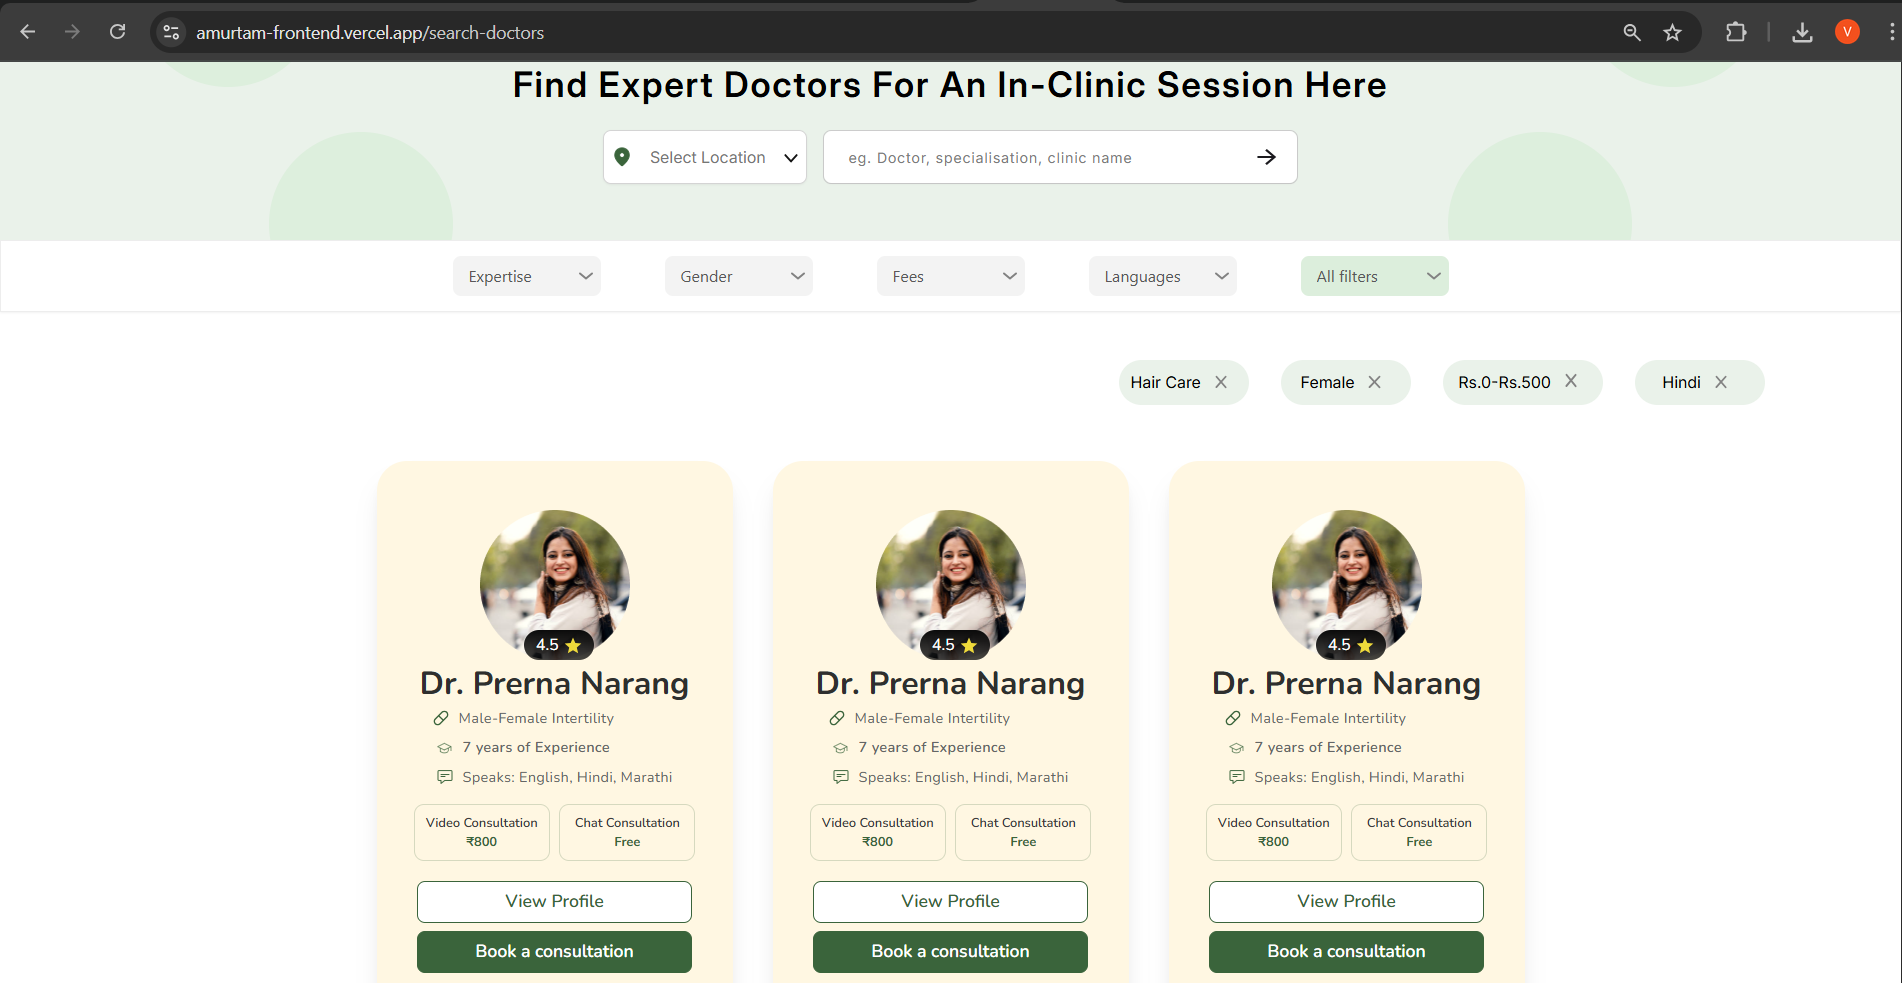 amurtam-frontend.vercel.app/search-doctors
V
Find Expert Doctors For An In-Clinic Session Here
Select Location
eg. Doctor, specialisation, clinic name
Expertise
Gender
Fees
Languages
All filters
Hair Care
Female
Rs.0-Rs.500
Hindi
4.5
Dr. Prerna Narang
Male-Female Intertility
7 years of Experience
Speaks: English, Hindi, Marathi
Video Consultation
₹800
Chat Consultation
Free
View Profile
Book a consultation
4.5
Dr. Prerna Narang
Male-Female Intertility
7 years of Experience
Speaks: English, Hindi, Marathi
Video Consultation
₹800
Chat Consultation
Free
View Profile
Book a consultation
4.5
Dr. Prerna Narang
Male-Female Intertility
7 years of Experience
Speaks: English, Hindi, Marathi
Video Consultation
₹800
Chat Consultation
Free
View Profile
Book a consultation